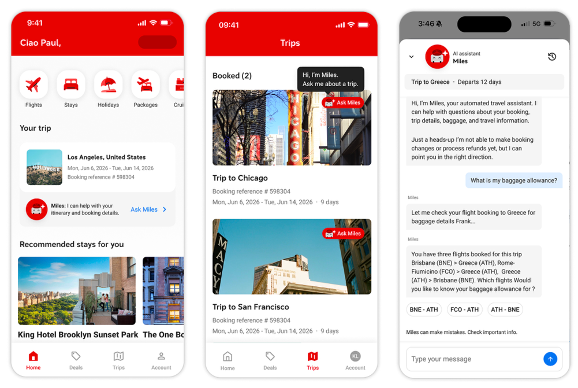 9:41
Ciao Paul,
Flights
Stays
Holidays
Packages
Cru
Your trip
Los Angeles, United States
Mon, Jun 6, 2026 - Tue, Jun 14, 2026
Booking reference # 598304
Miles: I can help with your
itinerary and booking details.
Ask Miles
Recommended stays for you
King Hotel Brooklyn Sunset Park
The One Bo
Home
Deals
Trips
Account
09:41
Trips
Booked (2)
Hi, I'm Miles.
Ask me about a trip.
Ask Miles
CHICAGO
Trip to Chicago
Booking reference # 598304
Mon, Jun 6, 2026 - Tue, Jun 14, 2026 • 9 days
Ask Miles
MACY
Trip to San Francisco
Booking reference # 598304
Mon, Jun 6, 2026 - Tue, Jun 14, 2026 • 9 days
Home
Deals
Trips
KL
Account
3:46
5G
AI assistant
Miles
Trip to Greece • Departs 12 days
Hi, I'm Miles, your automated travel assistant. I
can help with questions about your booking,
trip details, baggage, and travel information.
Just a heads-up I'm not able to make booking
changes or process refunds yet, but I can
point you in the right direction.
What is my baggage allowance?
Miles
Let me check your flight booking to Greece for
baggage details Frank...
Miles
You have three flights booked for this trip
Brisbane (BNE) > Greece (ATH), Rome-
Fiumicino (FCO) > Greece (ATH), Greece
(ATH) > Brisbane (BNE) Which flights Would
you like to know your baggage allowance for ?
BNE - ATH
FCO - ATH
ATH - BNE
Miles can make mistakes. Check important info.
Type your message